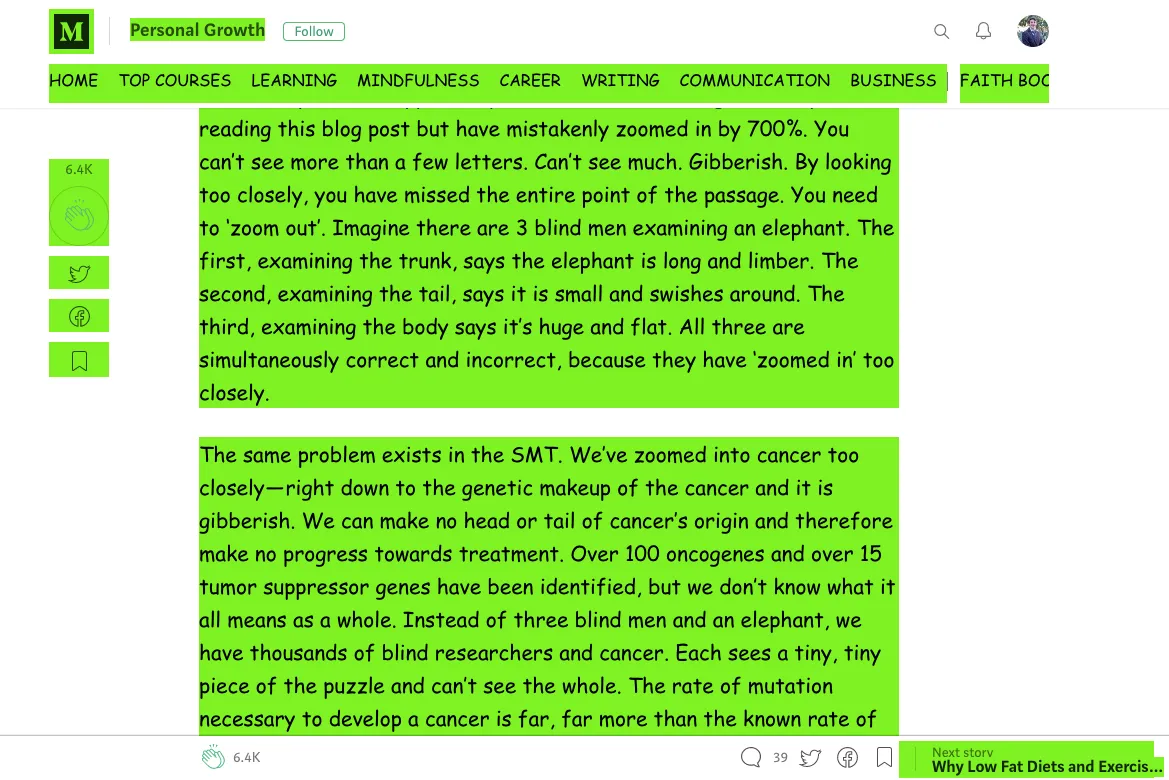 M
Personal Growth
Follow
HOME TOP COURSES LEARNING MINDFULNESS CAREER WRITING COMMUNICATION BUSINESS FAITH BOO
reading this blog post but have mistakenly zoomed in by 700%. You
can’t see more than a few letters. Can’t see much. Gibberish. By looking
too closely, you have missed the entire point of the passage. You need
to ‘zoom out’. Imagine there are 3 blind men examining an elephant. The
first, examining the trunk, says the elephant is long and limber. The
second, examining the tail, says it is small and swishes around. The
third, examining the body says it’s huge and flat. All three are
simultaneously correct and incorrect, because they have ‘zoomed in’ too
closely.
6.4K
The same problem exists in the SMT. We’ve zoomed into cancer too
closely—right down to the genetic makeup of the cancer and it is
gibberish. We can make no head or tail of cancer’s origin and therefore
make no progress towards treatment. Over 100 oncogenes and over 15
tumor suppressor genes have been identified, but we don’t know what it
all means as a whole. Instead of three blind men and an elephant, we
have thousands of blind researchers and cancer. Each sees a tiny, tiny
piece of the puzzle and can’t see the whole. The rate of mutation
necessary to develop a cancer is far, far more than the known rate of
6.4K
39
Next story
Why Low Fat Diets and Exercis...